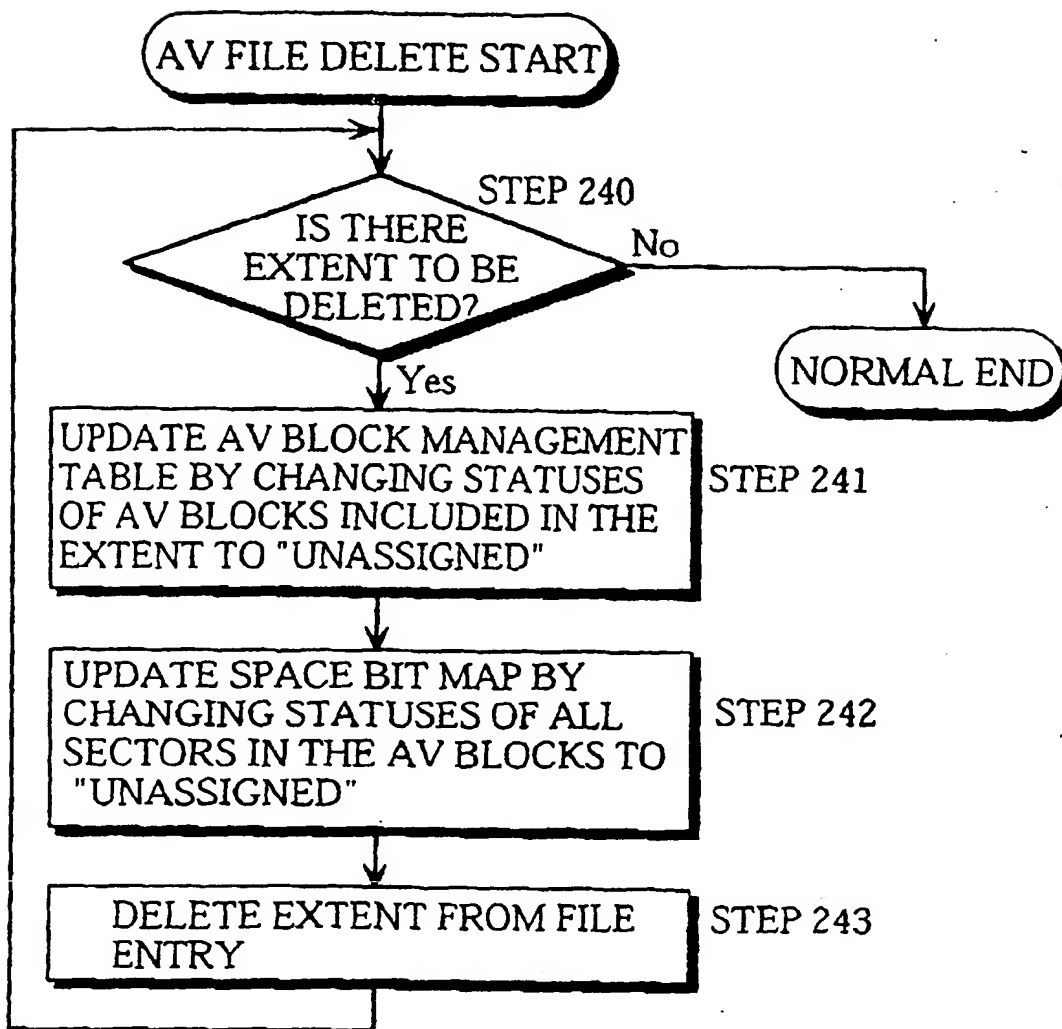 AV FILE DELETE START
STEP 240
IS THERE
EXTENT TO BE
DELETED?
No
NORMAL END
Yes
UPDATE AV BLOCK MANAGEMENT
TABLE BY CHANGING STATUSES
OF AV BLOCKS INCLUDED IN THE
EXTENT TO "UNASSIGNED"
STEP 241
UPDATE SPACE BIT MAP BY
CHANGING STATUSES OF ALL
SECTORS IN THE AV BLOCKS TO
"UNASSIGNED"
STEP 242
DELETE EXTENT FROM FILE
ENTRY
STEP 243